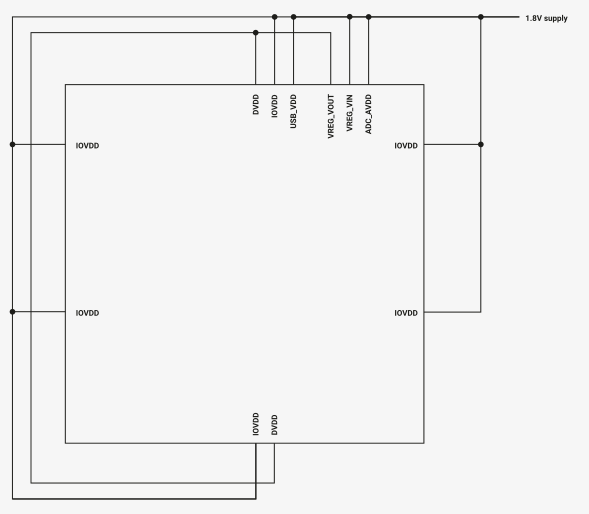 1.8V supply
DVDD
IOVDD
USB_VDD
VREG_VOUT
VREG_VIN
ADC_AVDD
IOVDD
IOVDD
IOVDD
IOVDD
IOVDD
DVDD